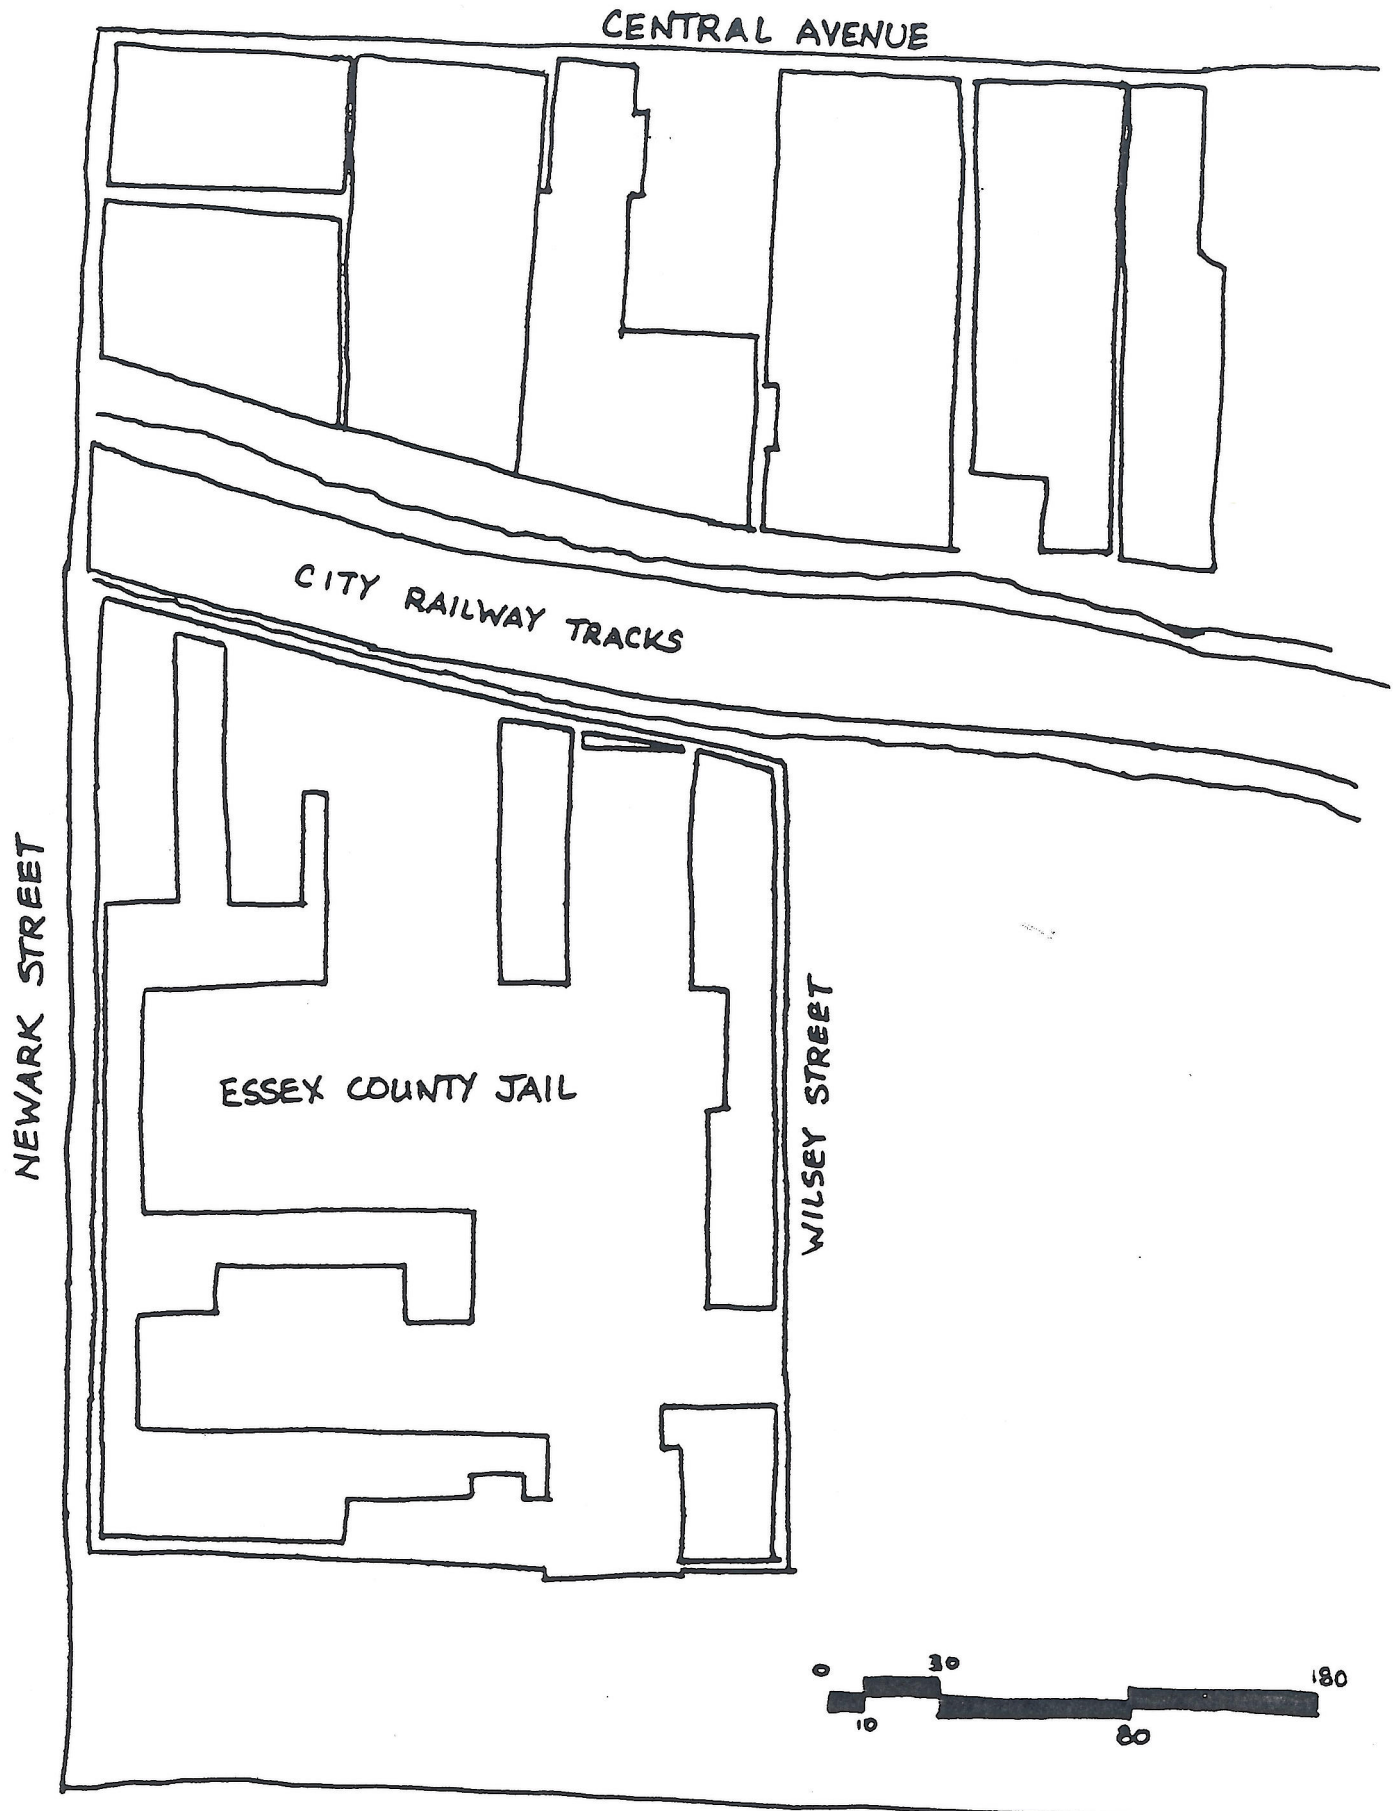 CENTRAL AVENUE
CITY RAILWAY TRACKS
NEWARK STREET
ESSEX COUNTY JAIL
WILSEY STREET
0 30 180
10 80